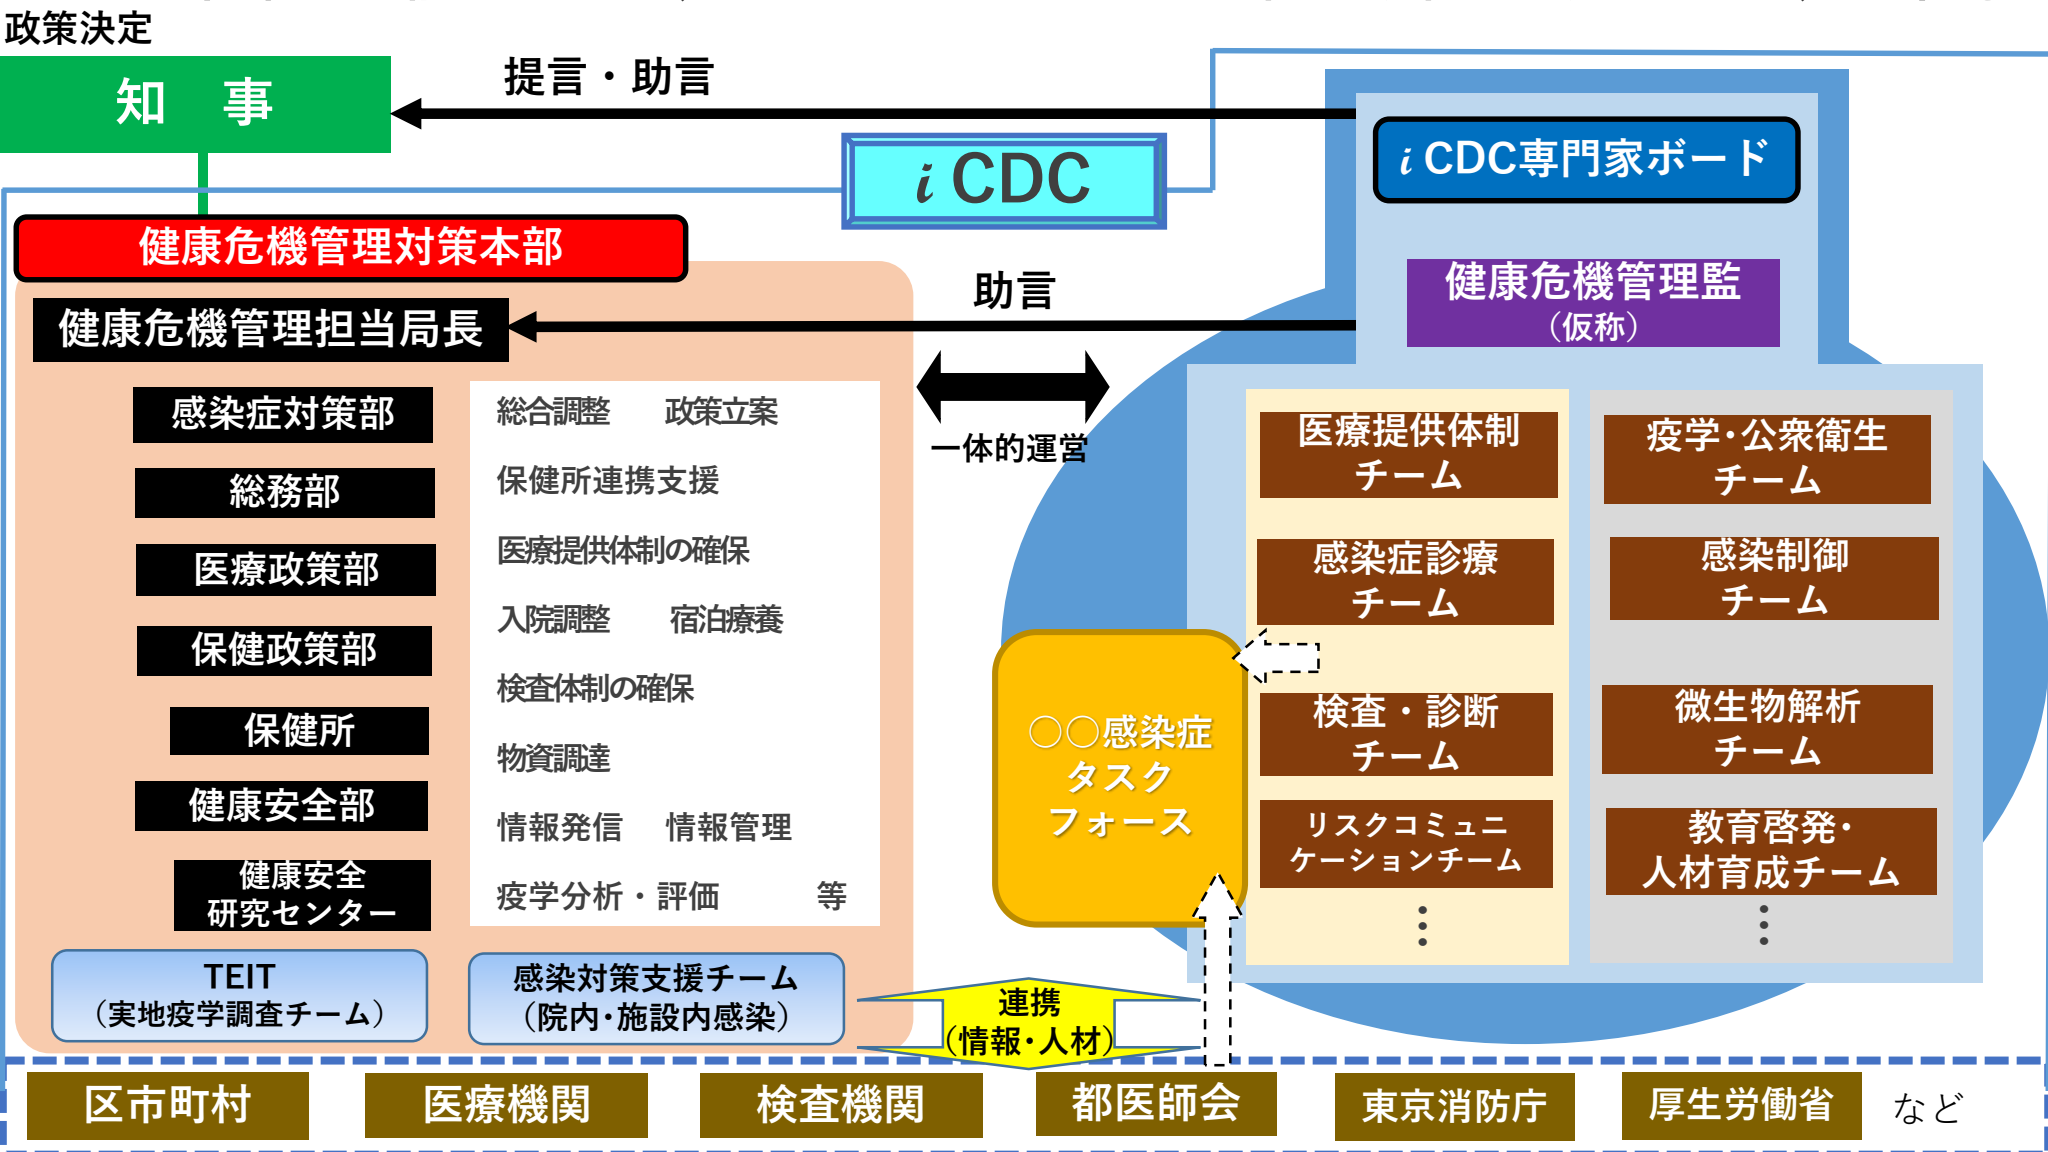 政策決定
知　事
提言・助言
i CDC
i CDC専門家ボード
健康危機管理対策本部
健康危機管理監
（仮称）
助言
健康危機管理担当局長
一体的運営
感染症対策部
総務部
医療政策部
保健政策部
保健所
健康安全部
健康安全
研究センター
総合調整　政策立案
保健所連携支援
医療提供体制の確保
入院調整　宿泊療養
検査体制の確保
物資調達
情報発信　情報管理
疫学分析・評価　等
TEIT
（実地疫学調査チーム）
感染対策支援チーム
（院内・施設内感染）
医療提供体制
チーム
感染症診療
チーム
検査・診断
チーム
リスクコミュニ
ケーションチーム
⋮
疫学・公衆衛生
チーム
感染制御
チーム
微生物解析
チーム
教育啓発・
人材育成チーム
⋮
〇〇感染症
タスク
フォース
連携
（情報・人材）
区市町村
医療機関
検査機関
都医師会
東京消防庁
厚生労働省
など